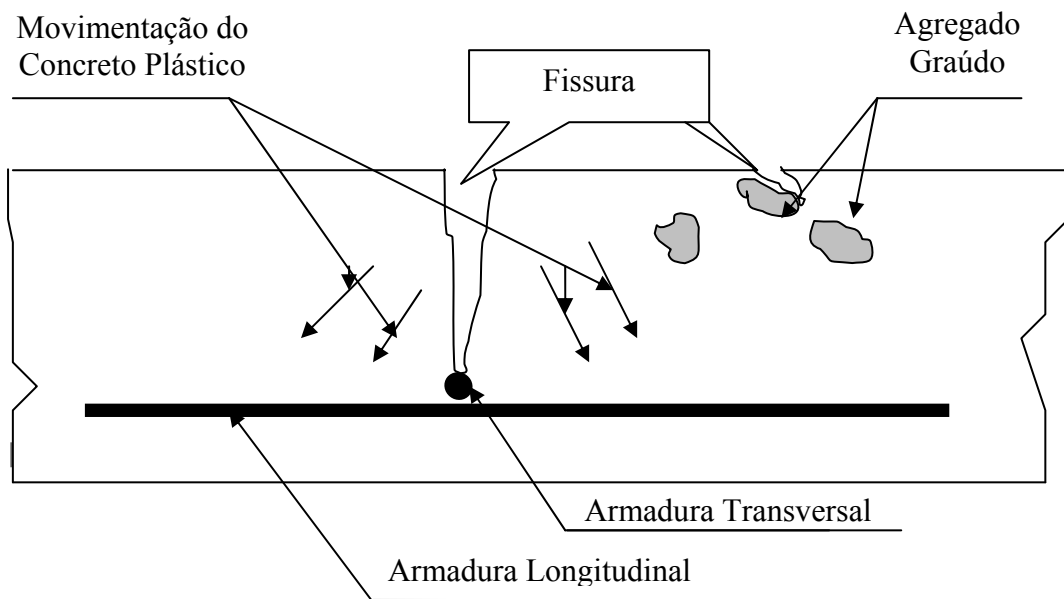 Movimentação do
Concreto Plástico
Fissura
Agregado
Graúdo
Armadura Transversal
Armadura Longitudinal